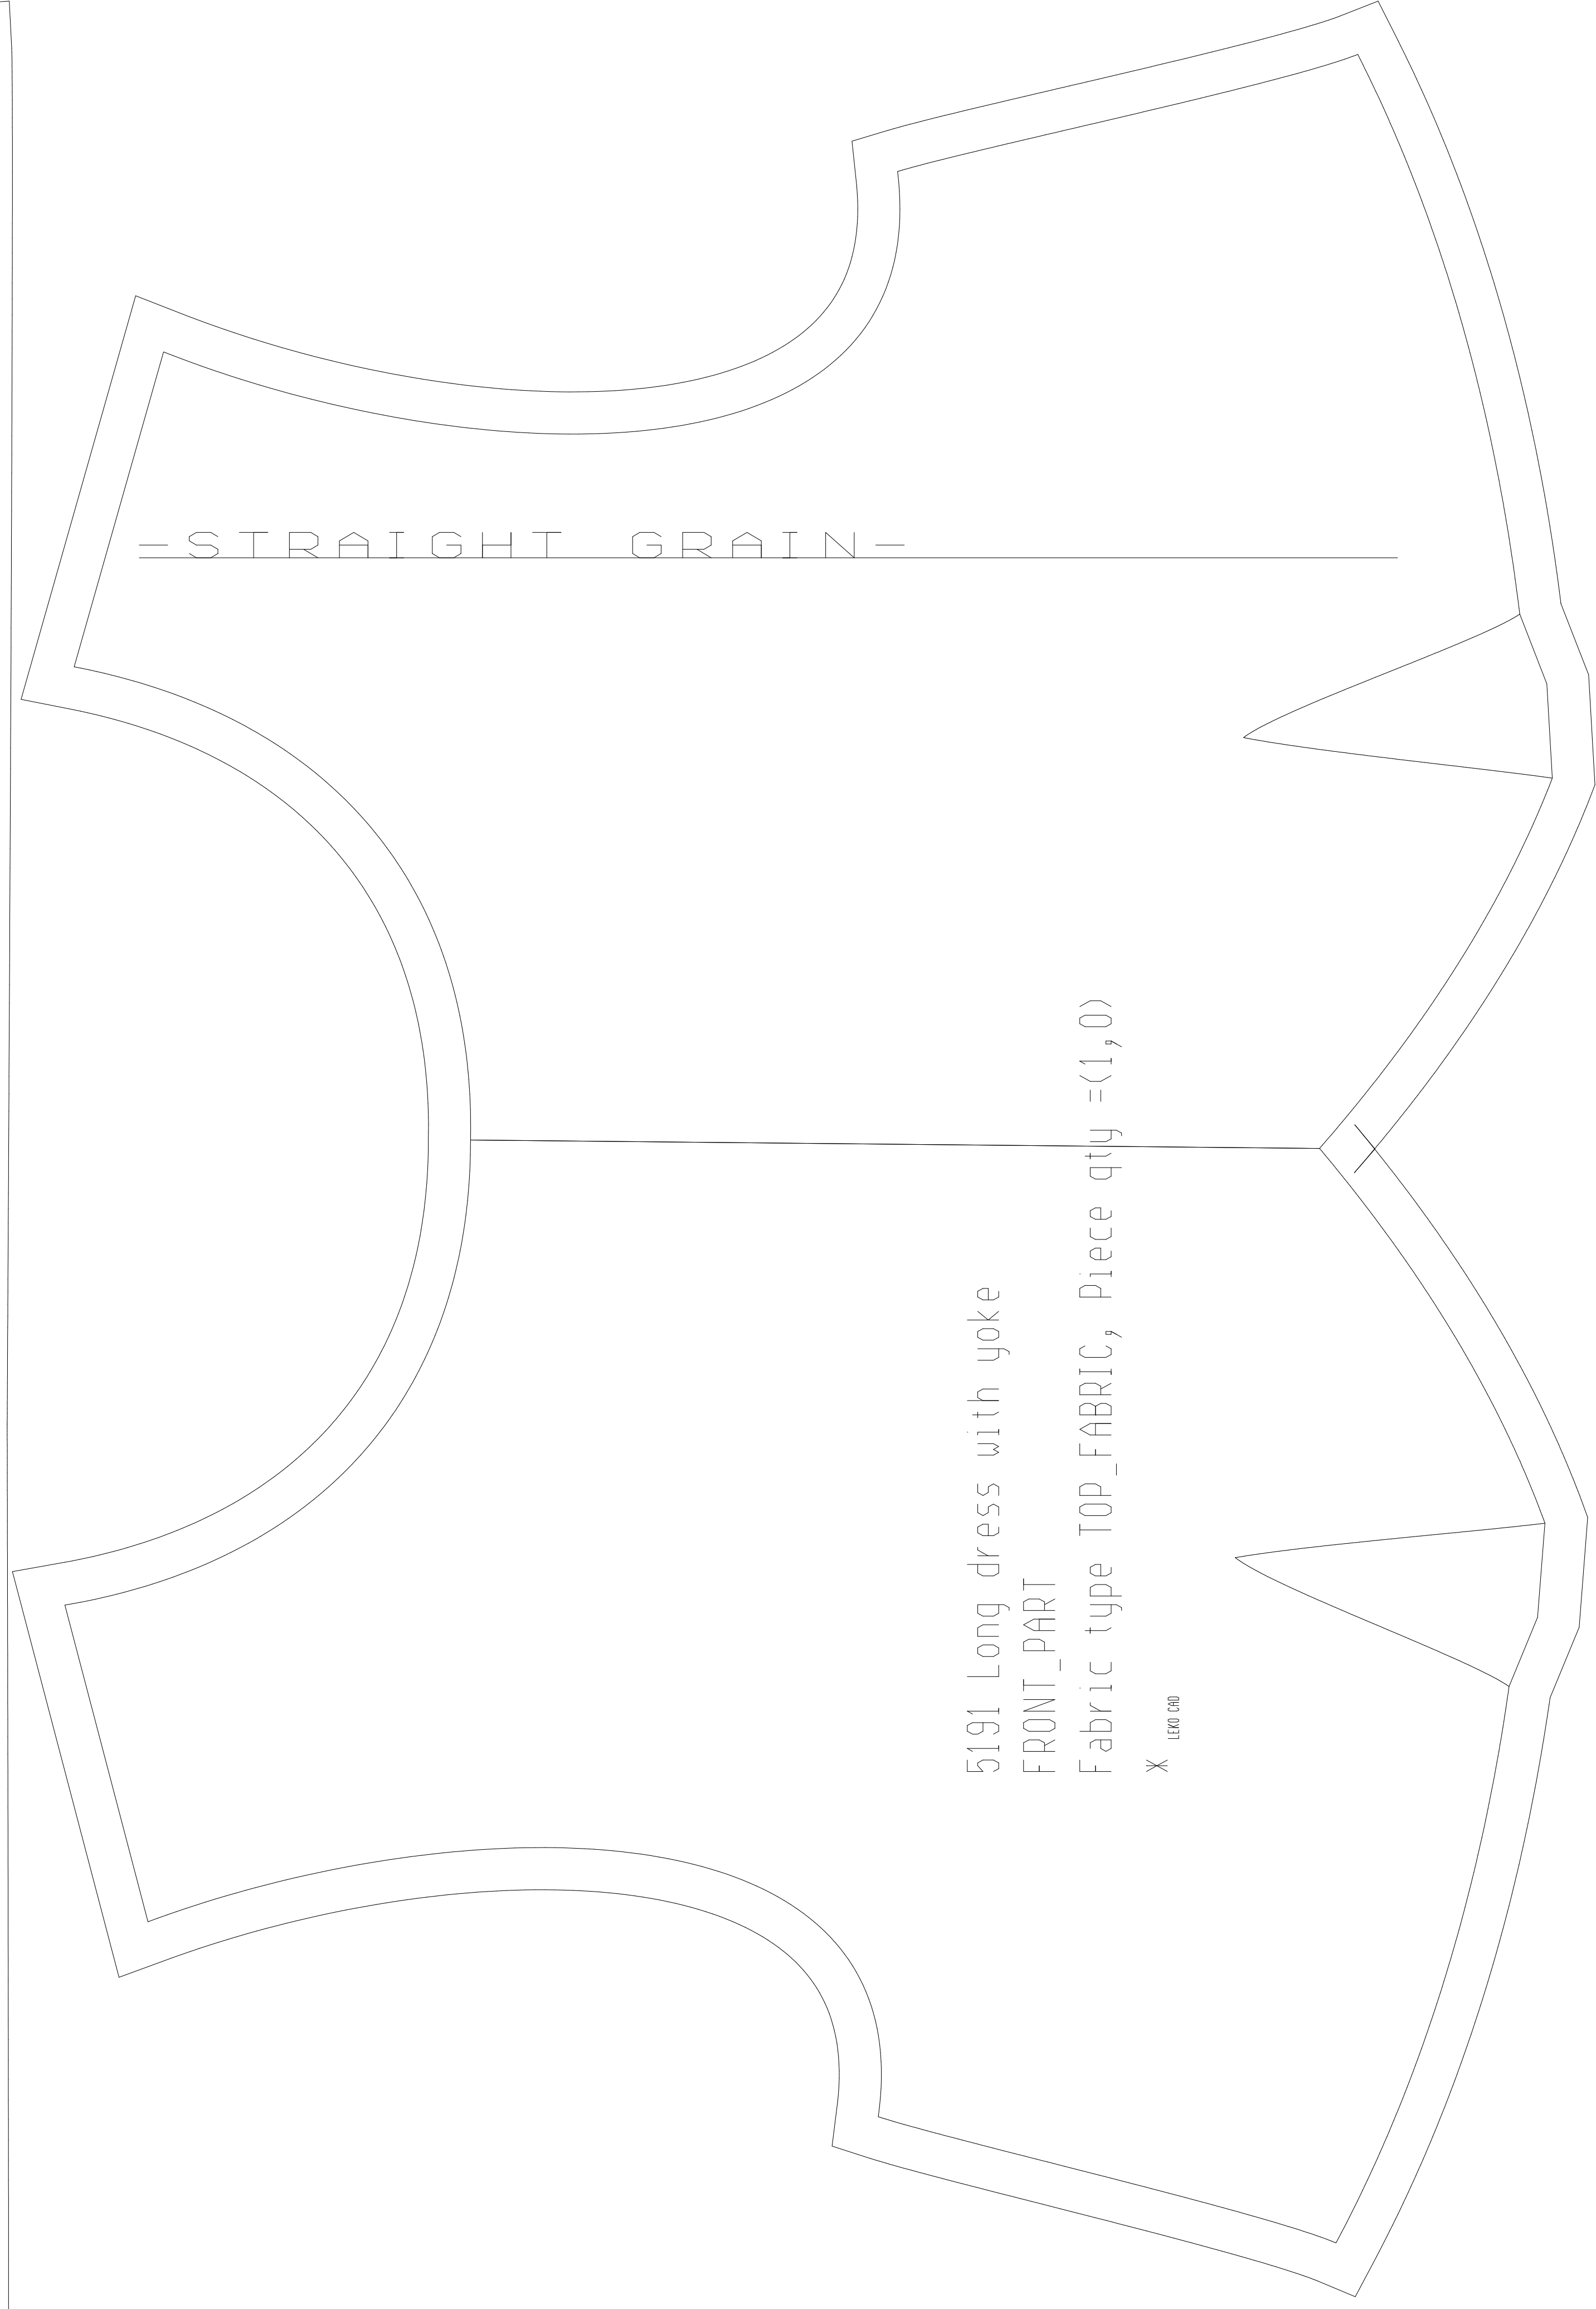 -STRAIGHT GRAIN-
5191 Long dress with yoke
FRONT_PART
Fabric type TOP_FABRIC, Piece qty =(1,0)
* LEKO CAD